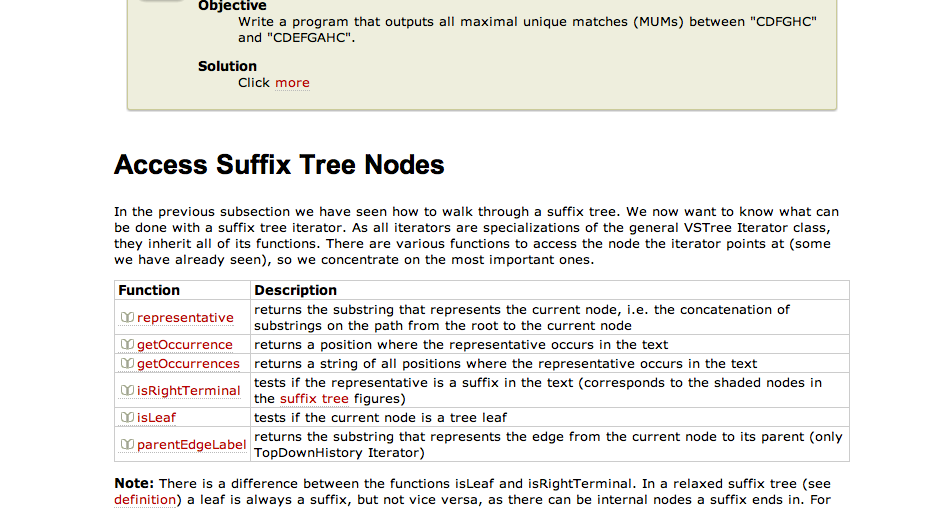 Objective
Write a program that outputs all maximal unique matches (MUMs) between "CDFGHC"
and "CDEFGAHC".
Solution
Click more
Access Suffix Tree Nodes
In the previous subsection we have seen how to walk through a suffix tree. We now want to know what can
be done with a suffix tree iterator. As all iterators are specializations of the general VSTree Iterator class,
they inherit all of its functions. There are various functions to access the node the iterator points at (some
we have already seen), so we concentrate on the most important ones.
Function Description
representative returns the substring that represents the current node, i.e. the concatenation of
substrings on the path from the root to the current node
getOccurrence returns a position where the representative occurs in the text
getOccurrences returns a string of all positions where the representative occurs in the text
isRightTerminal tests if the representative is a suffix in the text (corresponds to the shaded nodes in
the suffix tree figures)
isLeaf tests if the current node is a tree leaf
parentEdgeLabel returns the substring that represents the edge from the current node to its parent (only
TopDownHistory Iterator)
Note: There is a difference between the functions isLeaf and isRightTerminal. In a relaxed suffix tree (see
definition) a leaf is always a suffix, but not vice versa, as there can be internal nodes a suffix ends in. For